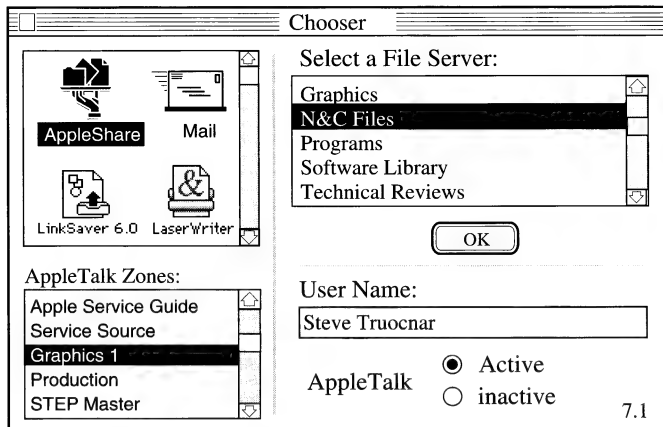 Chooser
AppleShare
Mail
LinkSaver 6.0
LaserWriter
AppleTalk Zones:
Apple Service Guide
Service Source
Graphics 1
Production
STEP Master
Select a File Server:
Graphics
N&C Files
Programs
Software Library
Technical Reviews
OK
User Name:
Steve Truocnar
AppleTalk
Active
inactive
7.1